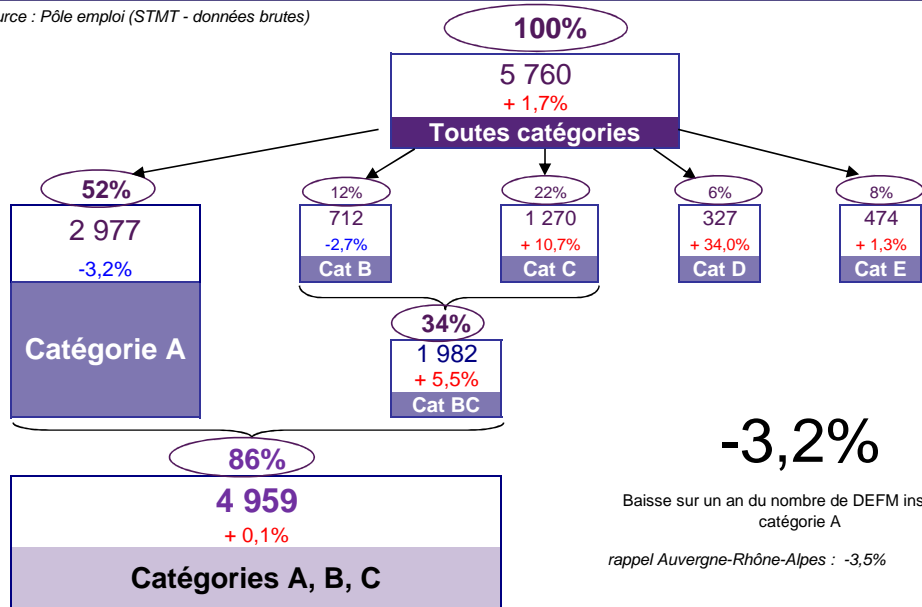 : Pôle emploi (STMT - données brutes)
100%
5 760
+ 1,7%
Toutes catégories
52%
2 977
-3,2%
Catégorie A
12%
712
-2,7%
Cat B
22%
1 270
+ 10,7%
Cat C
6%
327
+ 34,0%
Cat D
8%
474
+ 1,3%
Cat E
34%
1 982
+ 5,5%
Cat BC
86%
4 959
+ 0,1%
Catégories A, B, C
-3,2%
Baisse sur un an du nombre de DEFM
catégorie A
rappel Auvergne-Rhône-Alpes : -3,5%